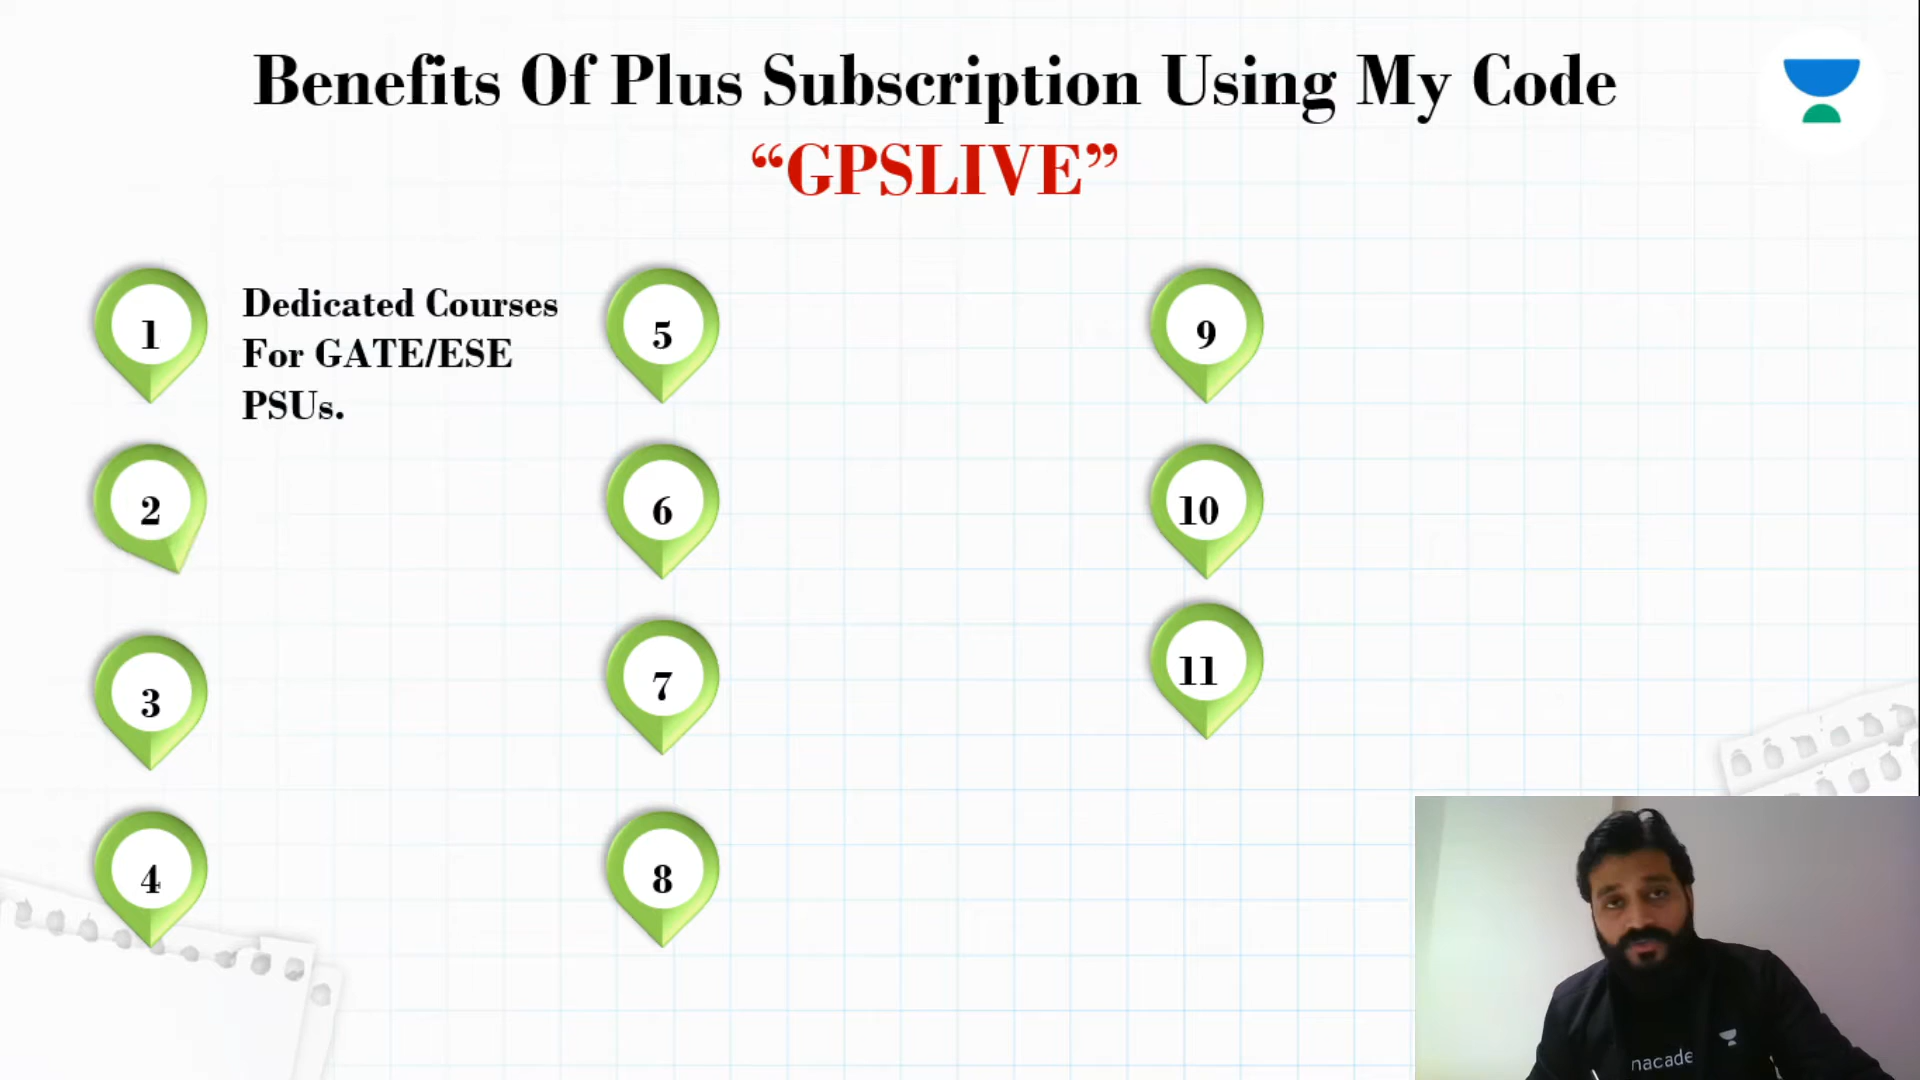 Benefits Of Plus Subscription Using My Code
“GPSLIVE”
1
Dedicated Courses
For GATE/ESE
PSUs.
2
3
4
5
6
7
8
9
10
11
nacade